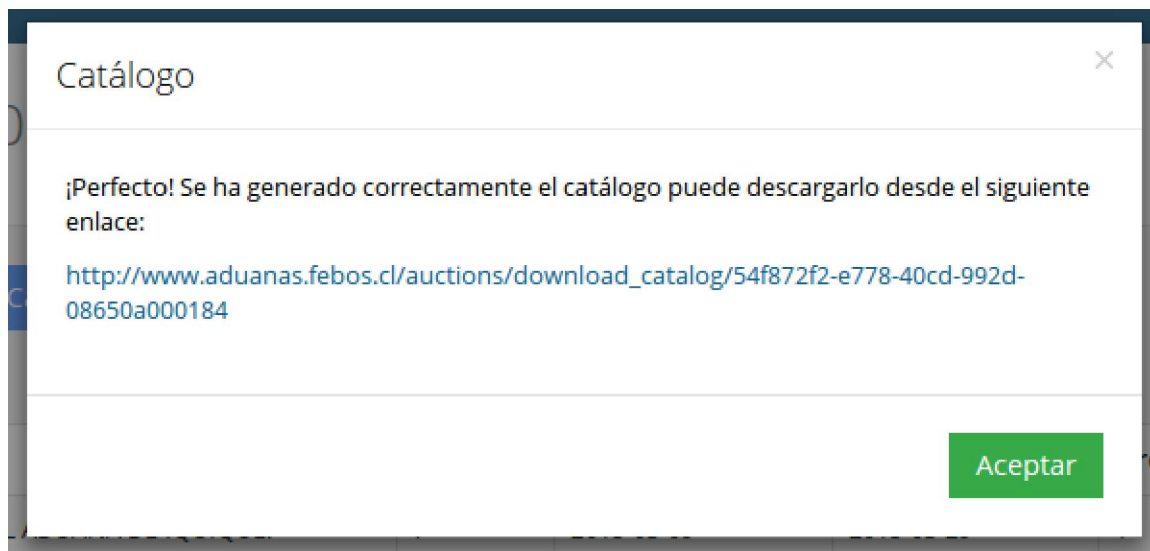 Catálogo
×
¡Perfecto! Se ha generado correctamente el catálogo puede descargarlo desde el siguiente
enlace:
http://www.aduanas.febos.cl/auctions/download_catalog/54f872f2-e778-40cd-992d-
08650a000184
Aceptar